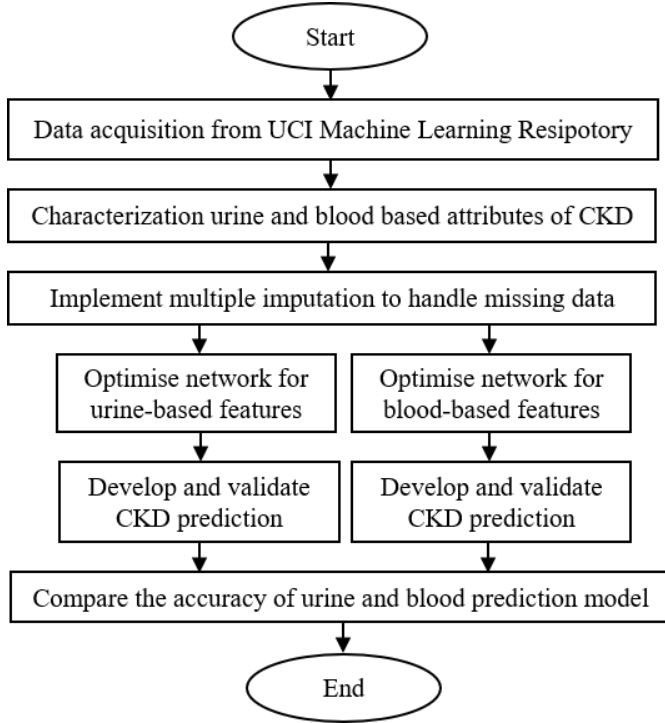 Start
Data acquisition from UCI Machine Learning Resipotory
Characterization urine and blood based attributes of CKD
Implement multiple imputation to handle missing data
Optimise network for
urine-based features
Optimise network for
blood-based features
Develop and validate
CKD prediction
Develop and validate
CKD prediction
Compare the accuracy of urine and blood prediction model
End